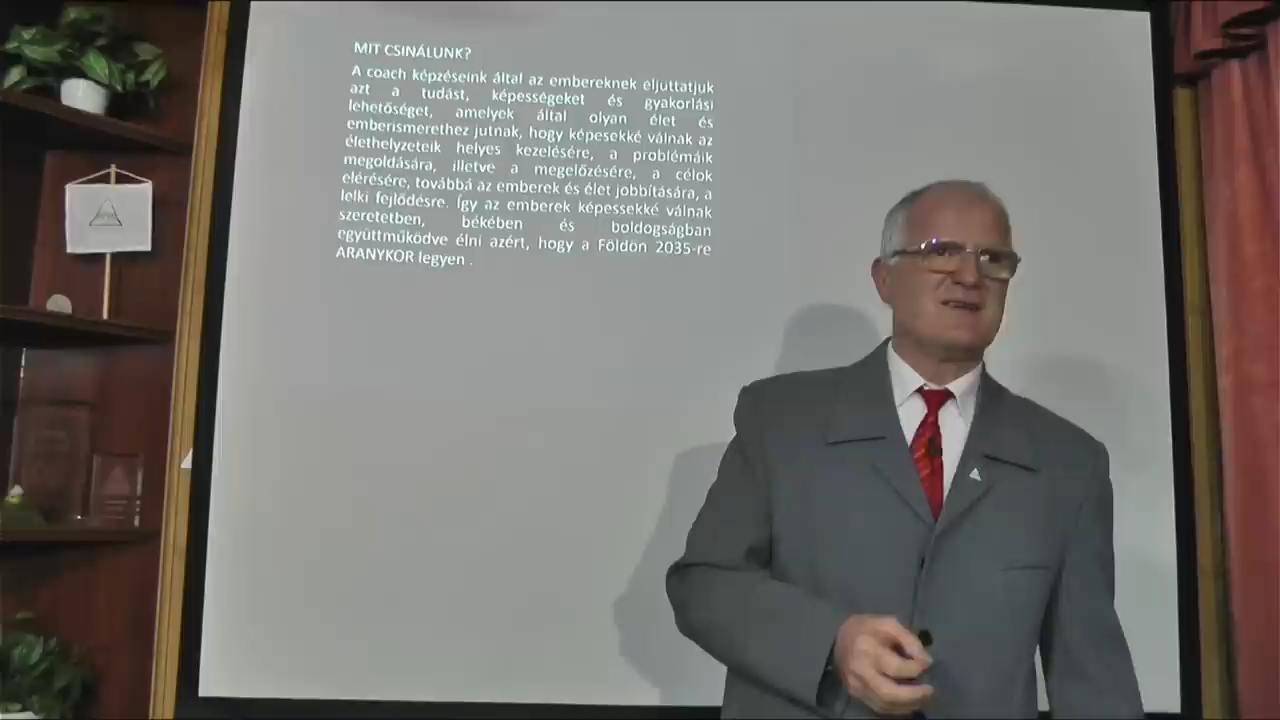 MIT CSINÁLUNK?
A coach képzéseink által az embereknek eljuttatjuk
azt a tudást, képességeket és gyakorlási
lehetőséget, amelyek által olyan élet és
emberismerethez jutnak, hogy képesekké válnak az
élethelyzeteik helyes kezelésére, a problémáik
megoldására, illetve a megelőzésére, a célok
elérésére, továbbá az emberek és élet jobbítására, a
lelki fejlődésre. Így az emberek képessekké válnak
szeretetben, békében és boldogságban
együttműködve élni azért, hogy a Földön 2035-re
ARANYKOR legyen .